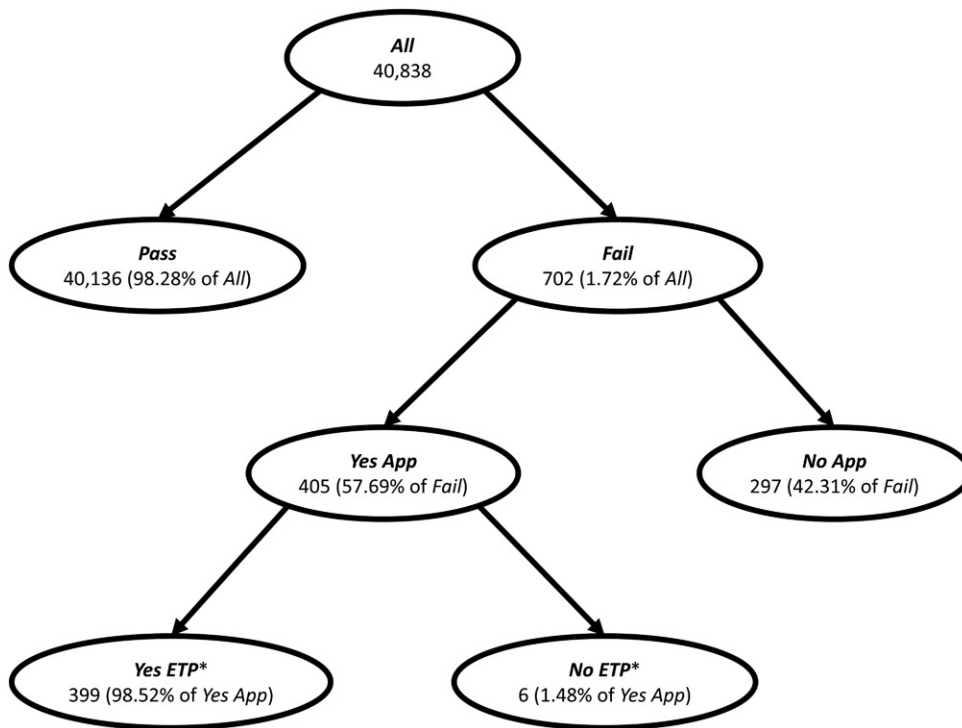 All
40,838
Pass
40,136 (98.28% of All)
Fail
702 (1.72% of All)
Yes App
405 (57.69% of Fail)
No App
297 (42.31% of Fail)
Yes ETP*
399 (98.52% of Yes App)
No ETP*
6 (1.48% of Yes App)